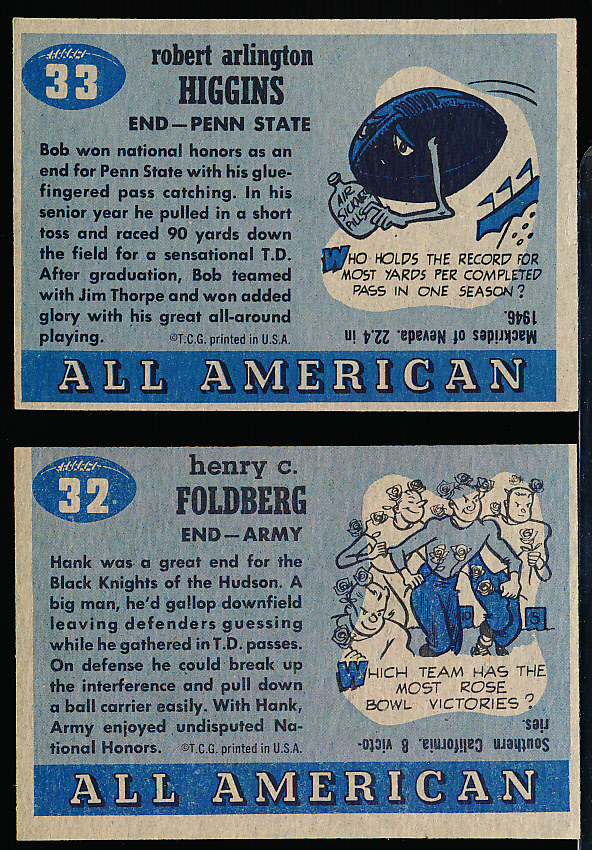 33
robert arlington
HIGGINS
END—PENN STATE
Bob won national honors as an
end for Penn State with his glue-
fingered pass catching. In his
senior year he pulled in a short
toss and raced 90 yards down
the field for a sensational T.D.
After graduation, Bob teamed
with Jim Thorpe and won added
glory with his great all-around
playing.
©T.C.G. printed in U.S.A.
AIR
SICKNESS
PILLS
WHO HOLDS THE RECORD FOR
MOST YARDS PER COMPLETED
PASS IN ONE SEASON?
Mackrides of Nevada. 22.4 in
1946.
ALL AMERICAN
32
henry c.
FOLDBERG
END—ARMY
Hank was a great end for the
Black Knights of the Hudson. A
big man, he'd gallop downfield
leaving defenders guessing
while he gathered in T.D. passes.
On defense he could break up
the interference and pull down
a ball carrier easily. With Hank,
Army enjoyed undisputed Na-
tional Honors.
©T.C.G. printed in U.S.A.
WHICH TEAM HAS THE
MOST ROSE
BOWL VICTORIES?
Southern California. 8 victo-
ries.
ALL AMERICAN